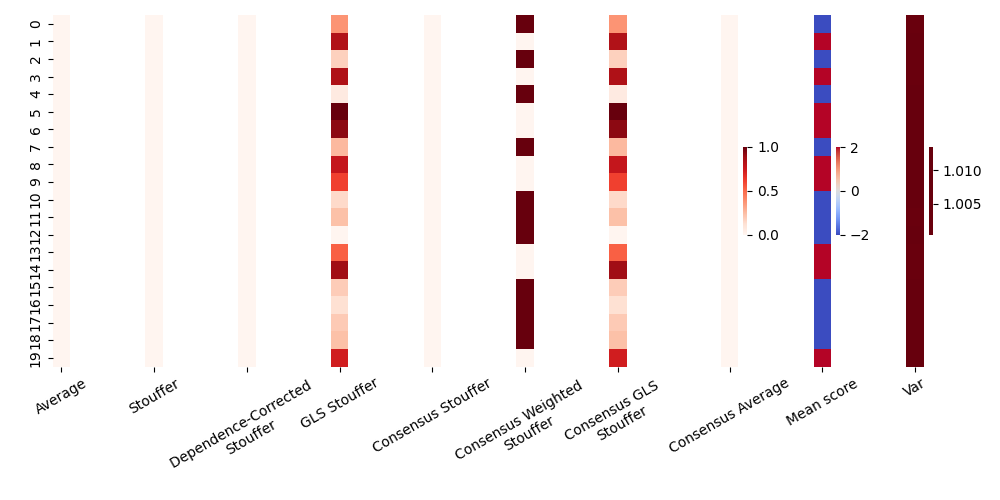 0
1
2
3
4
5
6
7
8
9
10
11
12
13
14
15
16
17
18
19
1.0
0.5
0.0
2
0
−2
1.010
1.005
Average
Stouffer
Dependence-Corrected
Stouffer
GLS Stouffer
Consensus Stouffer
Consensus Weighted
Stouffer
Consensus GLS
Stouffer
Consensus Average
Mean score
Var